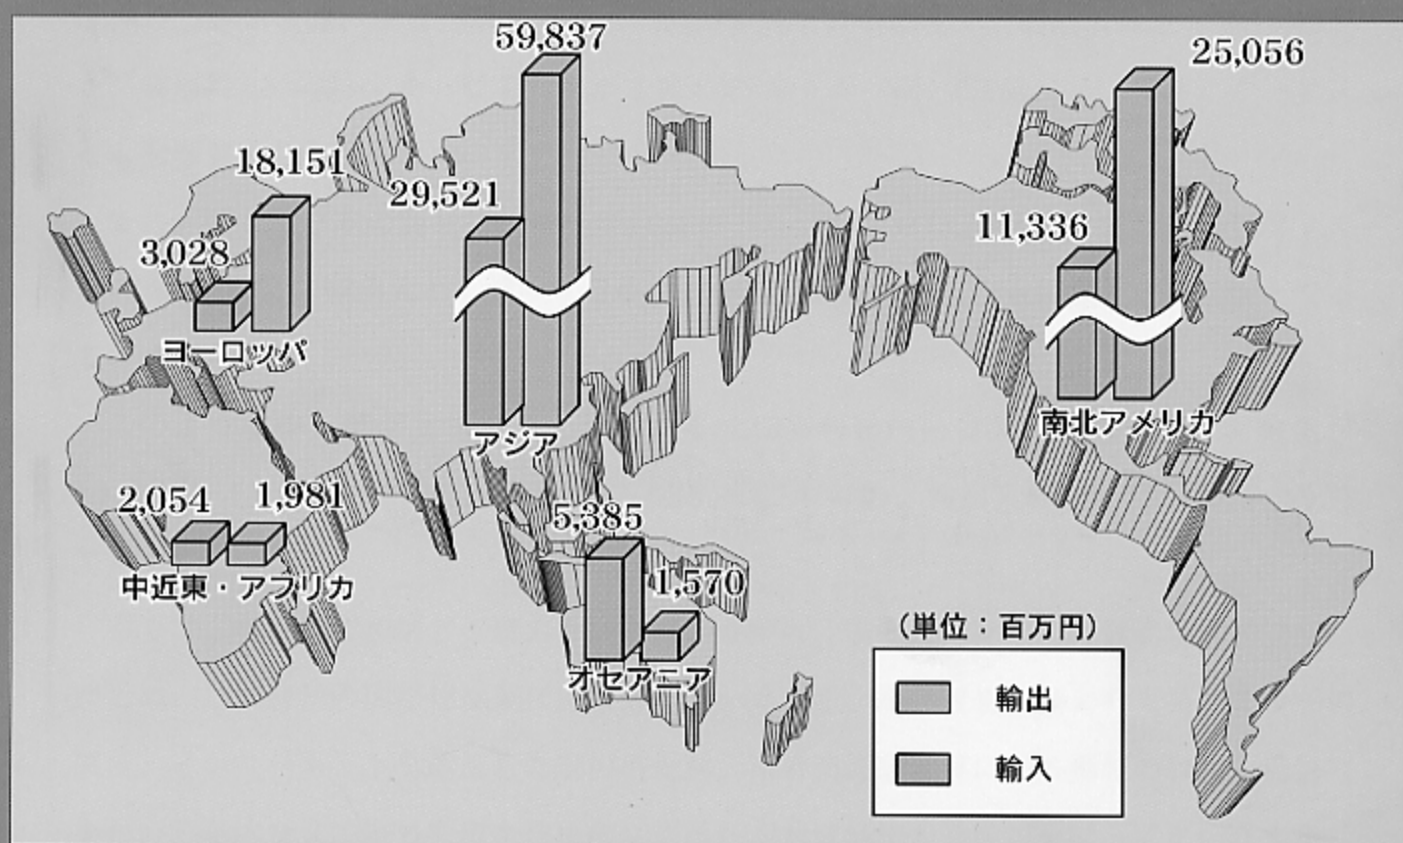 59,837
25,056
18,151
29,521
11,336
3,028
ヨーロッパ
南北アメリカ
アジア
2,054
1,981
5,385
中近東・アフリカ
1,570
(単位:百万円)
オセアニア
輸出
輸入